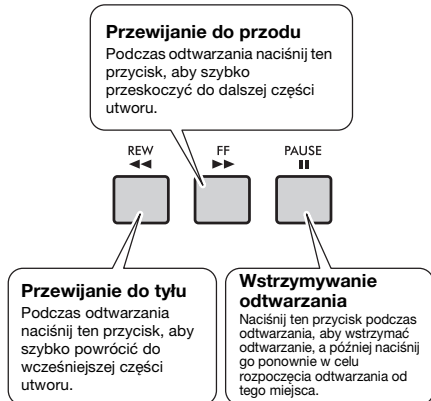 Przewijanie do przodu
Podczas odtwarzania naciśnij ten
przycisk, aby szybko
przeskoczyć do dalszej części
utworu.
REW
FF
PAUSE
Przewijanie do tyłu
Podczas odtwarzania
naciśnij ten przycisk, aby
szybko powrócić do
wcześniejszej części
utworu.
Wstrzymywanie
odtwarzania
Naciśnij ten przycisk podczas
odtwarzania, aby wstrzymać
odtwarzanie, a później naciśnij
go ponownie w celu
rozpoczęcia odtwarzania od
tego miejsca.